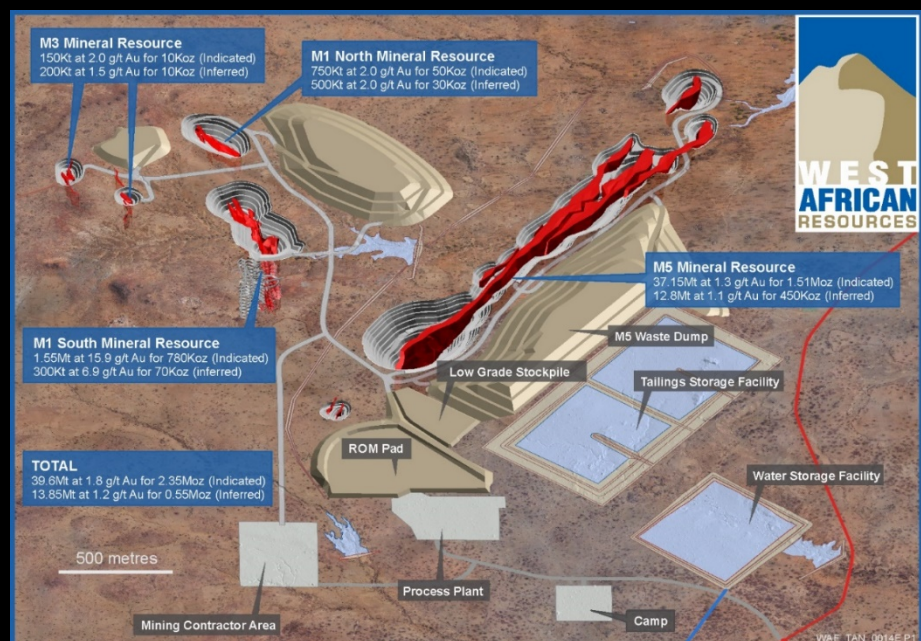 M3 Mineral Resource
150Kt at 2.0 g/t Au for 10Koz (Indicated)
200Kt at 1.5 g/t Au for 10Koz (Inferred)
M1 North Mineral Resource
750Kt at 2.0 g/t Au for 50Koz (Indicated)
500Kt at 2.0 g/t Au for 30Koz (Inferred)
WEST
AFRICAN
RESOURCES
M5 Mineral Resource
37.15Mt at 1.3 g/t Au for 1.51Moz (Indicated)
12.8Mt at 1.1 g/t Au for 450Koz (Inferred)
M1 South Mineral Resource
1.55Mt at 15.9 g/t Au for 780Koz (Indicated)
300Kt at 6.9 g/t Au for 70Koz (inferred)
M5 Waste Dump
Low Grade Stockpile
Tailings Storage Facility
ROM Pad
TOTAL
39.6Mt at 1.8 g/t Au for 2.35Moz (Indicated)
13.85Mt at 1.2 g/t Au for 0.55Moz (Inferred)
Water Storage Facility
500 metres
Process Plant
Mining Contractor Area
Camp